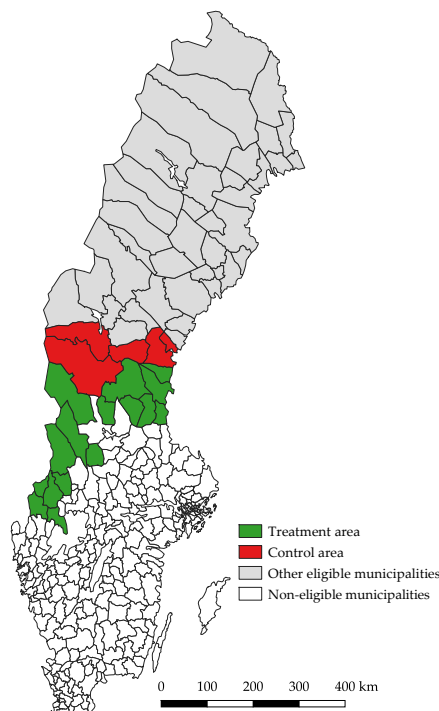 Treatment area
Control area
Other eligible municipalities
Non-eligible municipalities
0 100 200 300 400 km